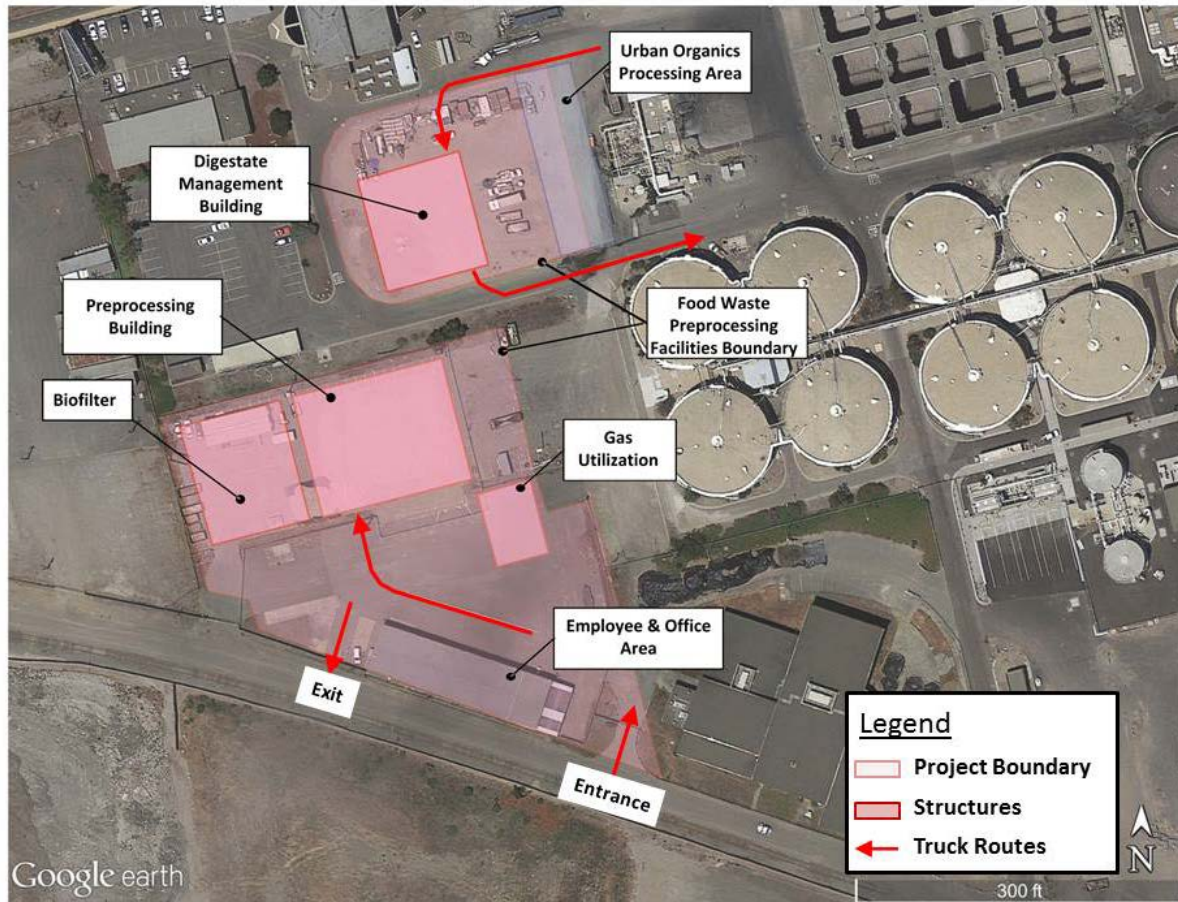 Urban Organics
Processing Area
Digestate
Management
Building
Preprocessing
Building
Food Waste
Preprocessing
Facilities Boundary
Biofilter
Gas
Utilization
Employee & Office
Area
Exit
Entrance
Legend
Project Boundary
Structures
Truck Routes
N
Google earth
300 ft